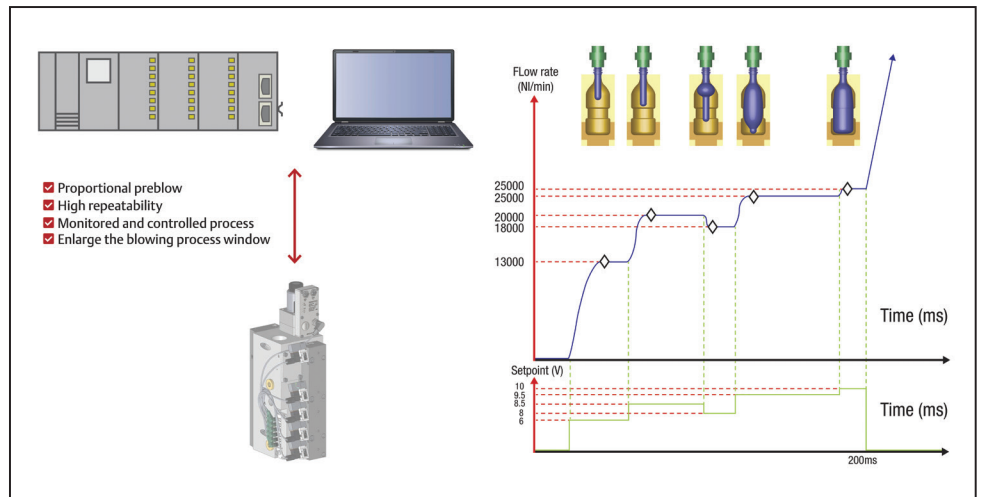 Proportional preblow
High repeatability
Monitored and controlled process
Enlarge the blowing process window
FLow rate
(Nl/min)
25000
25000
20000
18000
13000
Time (ms)
Setpoint (V)
10
9.5
8.5
8
6
Time (ms)
200ms